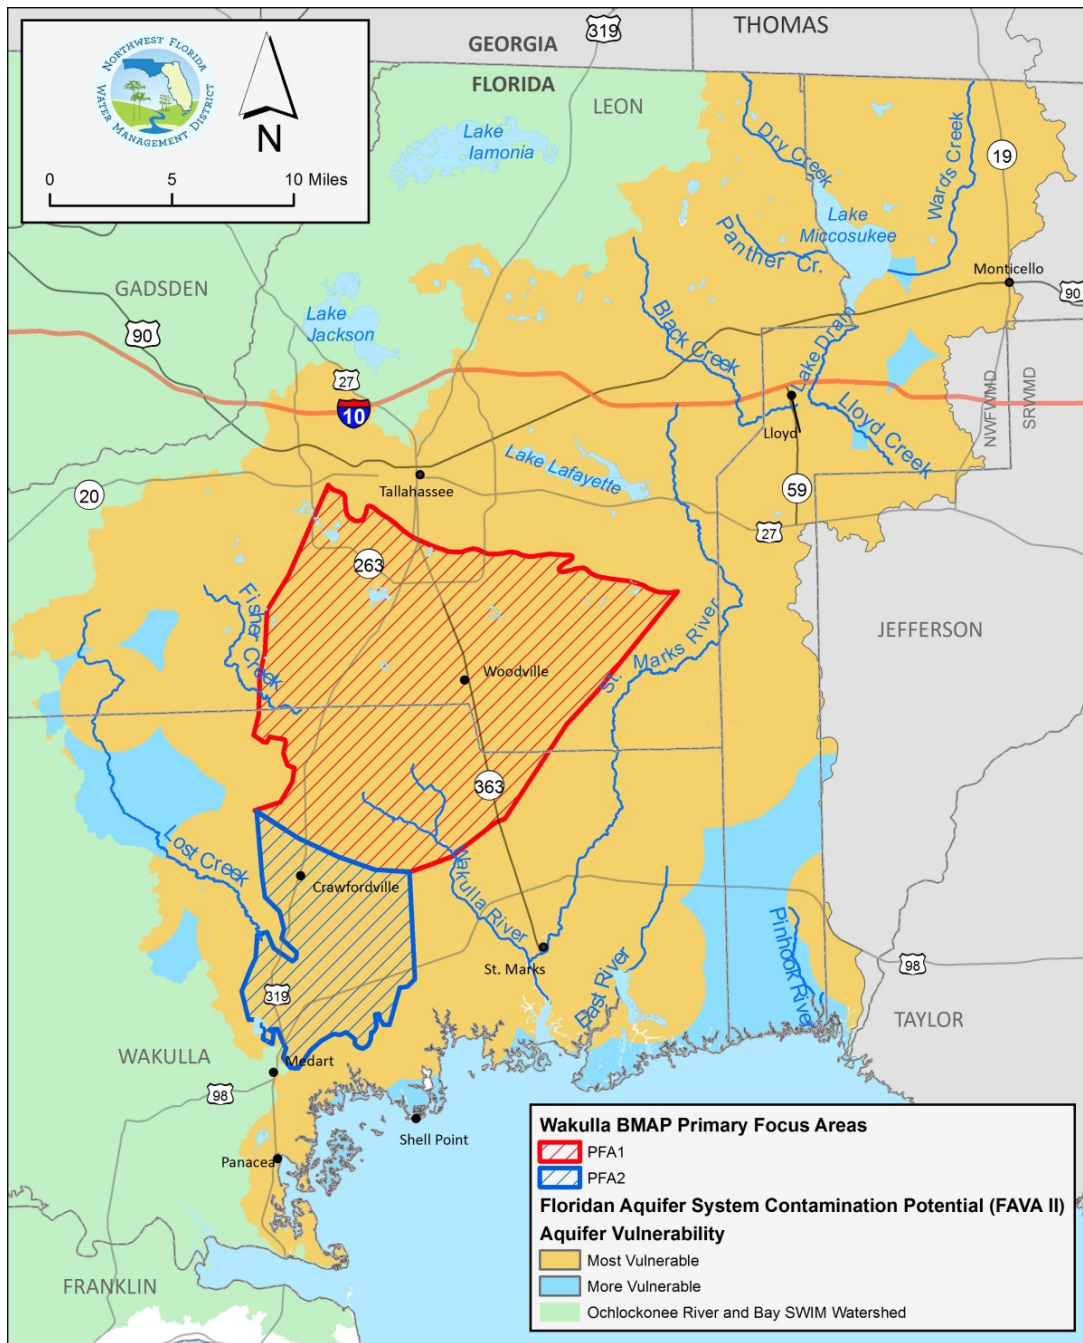 NORTHWEST FLORIDA
WATER MANAGEMENT DISTRICT
N
0 5 10 Miles
GEORGIA
FLORIDA
319
THOMAS
LEON
Lake
Iamonia
Dry Creek
Wards Creek
19
Lake
Miccosukee
Panther Cr.
Monticello
90
GADSDEN
90
Lake
Jackson
Black Creek
Lake Drain
27
10
Lloyd
Lloyd Creek
NWFWMD
SRWMD
Tallahassee
Lake Lafayette
20
59
27
263
Fisher Creek
JEFFERSON
St. Marks River
Woodville
363
Lost Creek
Crawfordville
Wakulla River
St. Marks
East River
Pinhook River
98
319
TAYLOR
WAKULLA
Medart
98
Shell Point
Panacea
FRANKLIN
Wakulla BMAP Primary Focus Areas
PFA1
PFA2
Floridan Aquifer System Contamination Potential (FAVA II)
Aquifer Vulnerability
Most Vulnerable
More Vulnerable
Ochlockonee River and Bay SWIM Watershed